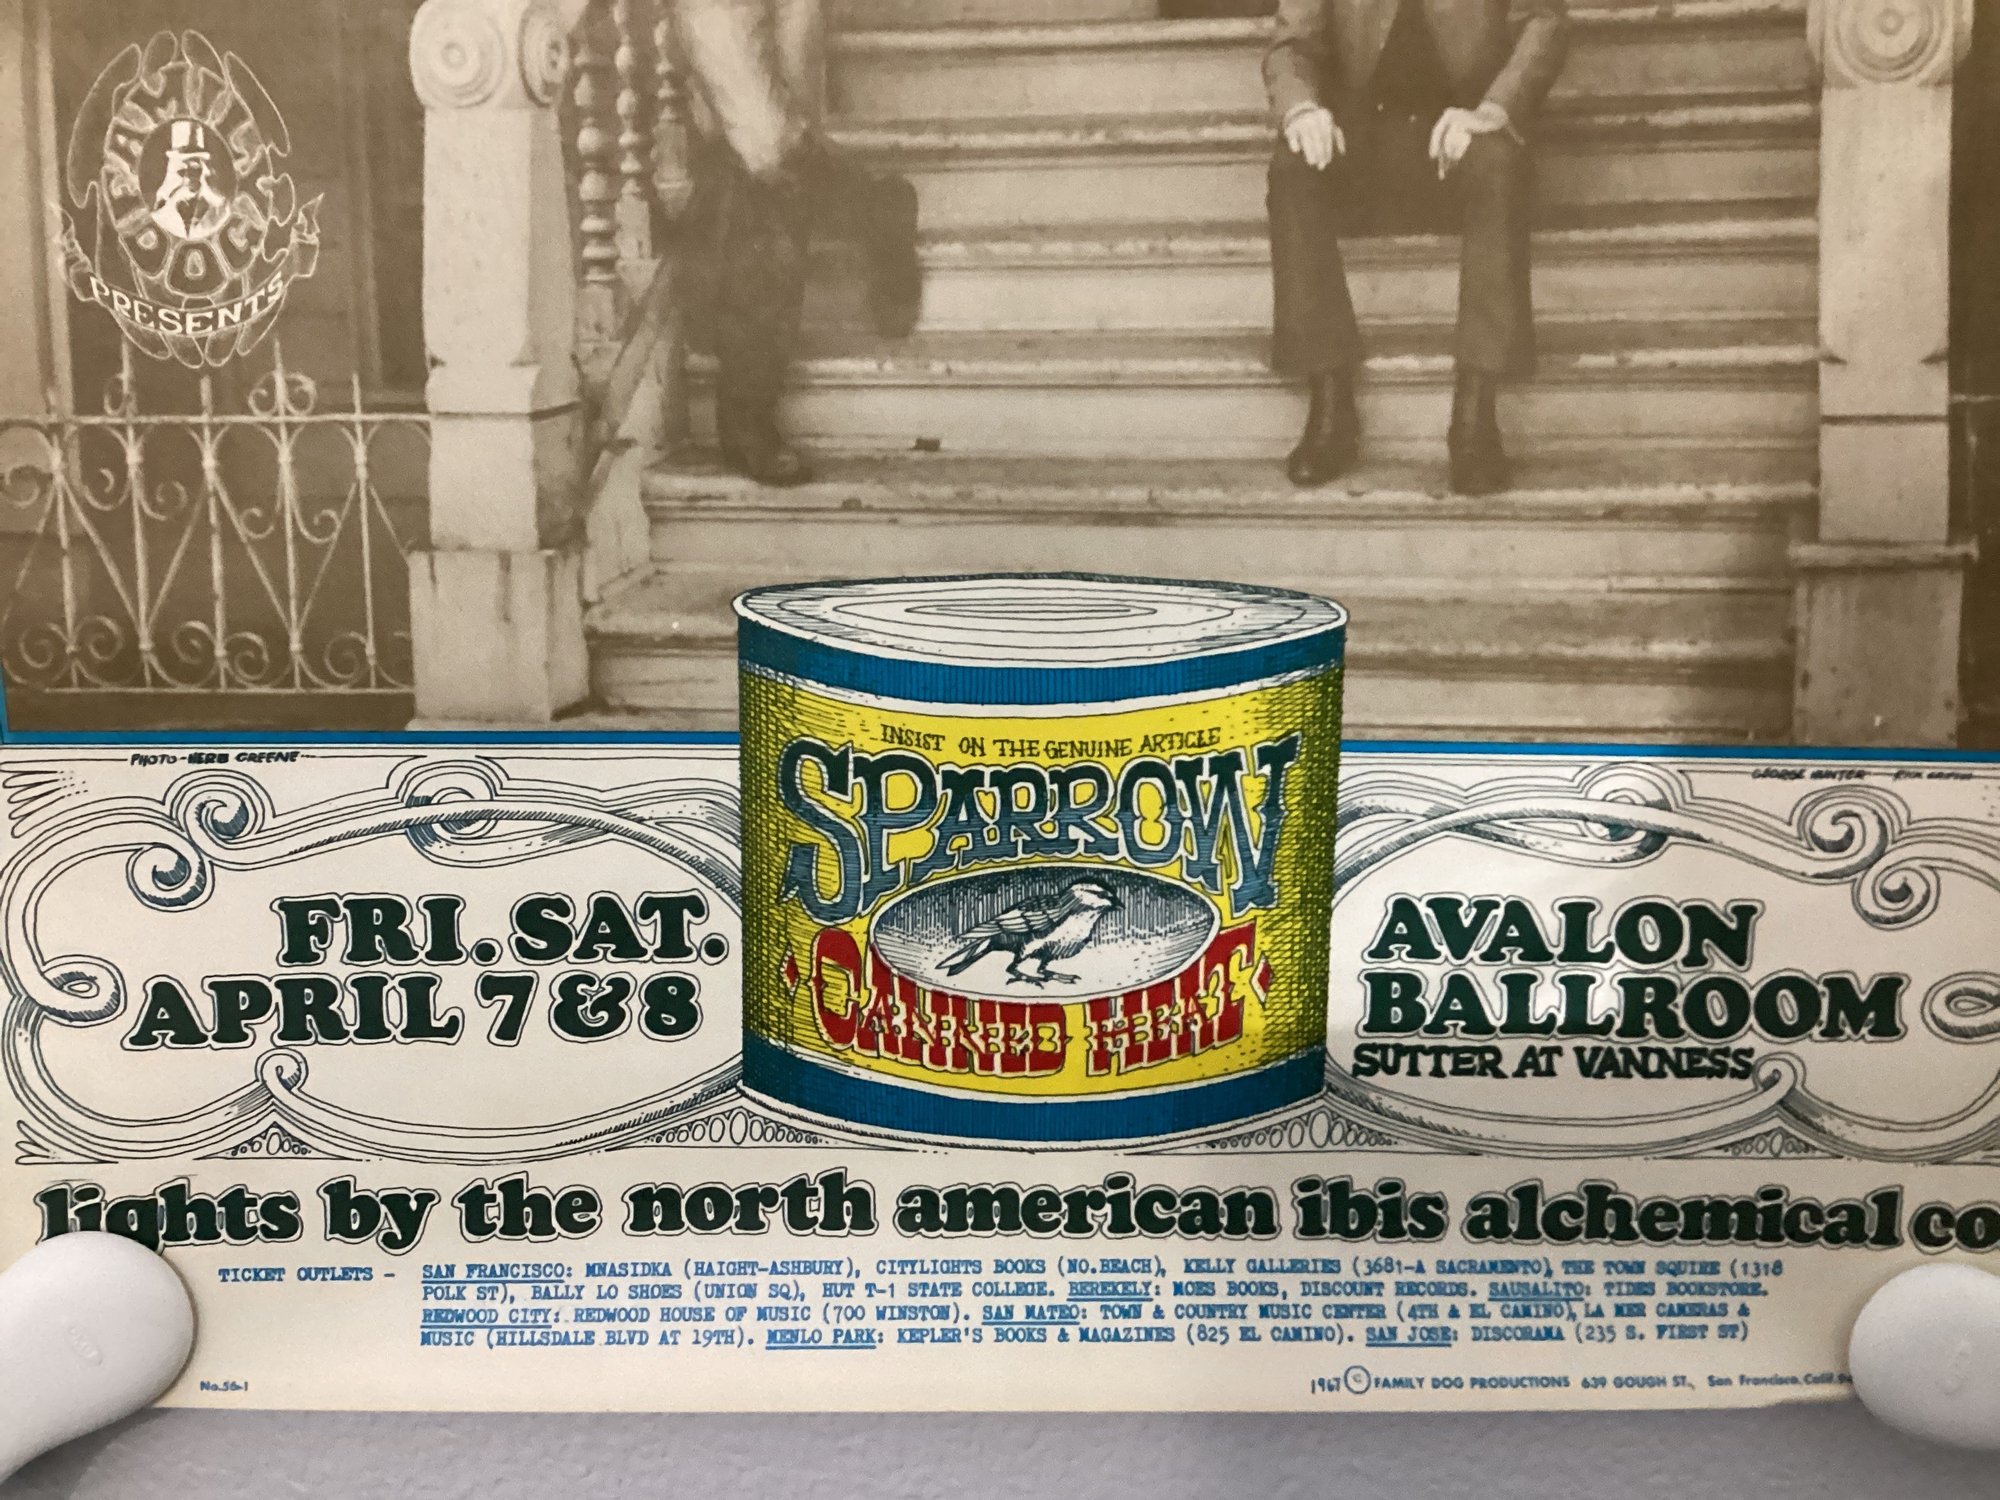 FAMILY
DOG
PRESENTS
PHOTO-HERB GREENE
GEORGE HUNTER RICK GRIFFIN
INSIST ON THE GENUINE ARTICLE
SPARROW
CANNED HEAT
FRI. SAT.
APRIL 7 & 8
AVALON
BALLROOM
SUTTER AT VANNESS
lights by the north american ibis alchemical co
TICKET OUTLETS - SAN FRANCISCO: MNASIDKA (HAIGHT-ASHBURY), CITYLIGHTS BOOKS (NO.BEACH), KELLY GALLERIES (3681-A SACRAMENTO), THE TOWN SQUIRE (1318
POLK ST), BALLY LO SHOES (UNION SQ), HUT T-1 STATE COLLEGE. BEREKELY: MOES BOOKS, DISCOUNT RECORDS. SAUSALITO: TIDES BOOKSTORE.
REDWOOD CITY: REDWOOD HOUSE OF MUSIC (700 WINSTON). SAN MATEO: TOWN & COUNTRY MUSIC CENTER (4TH & EL CAMINO), LA MER CAMERAS &
MUSIC (HILLSDALE BLVD AT 19TH). MENLO PARK: KEPLER'S BOOKS & MAGAZINES (825 EL CAMINO). SAN JOSE: DISCORAMA (235 S. FIRST ST)
No.56-1
1967 © FAMILY DOG PRODUCTIONS 639 GOUGH ST., San Francisco, Calif.